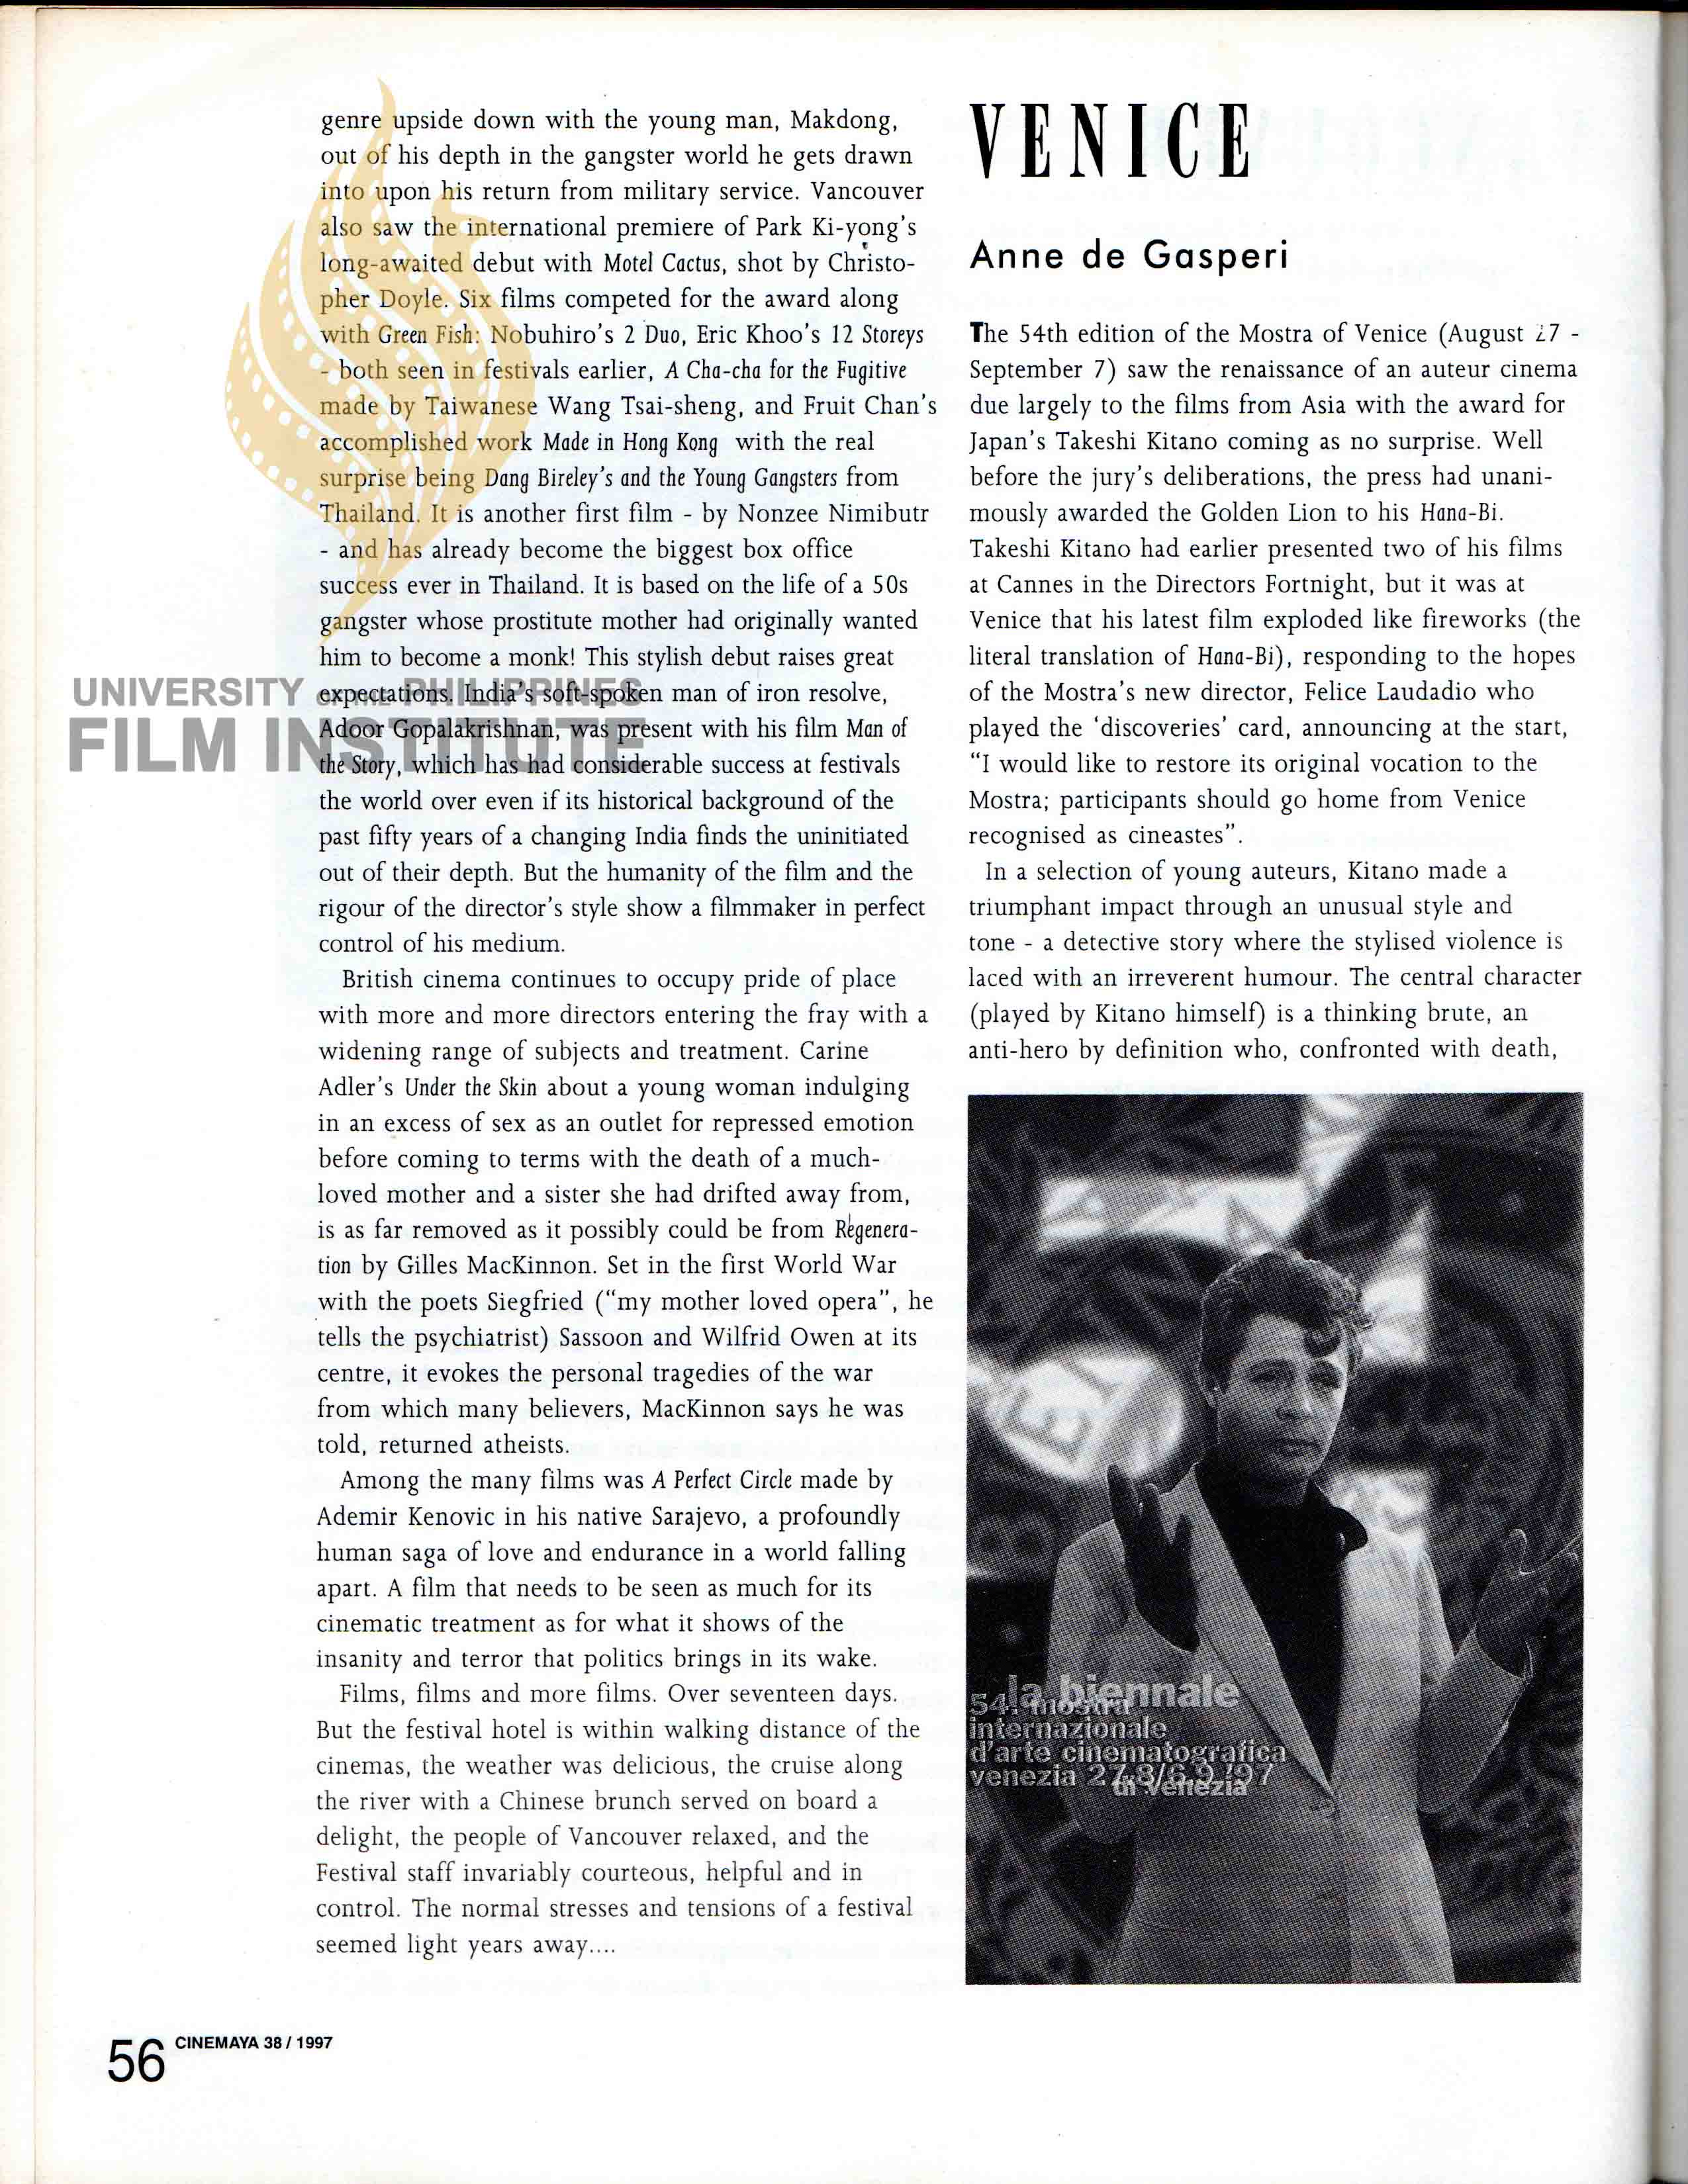 genre upside down with the young man, Makdong,
out of his depth in the gangster world he gets drawn
into upon his return from military service. Vancouver
also saw the international premiere of Park Ki-yong's
long-awaited debut with Motel Cactus, shot by Christo-
pher Doyle. Six films competed for the award along
with Green Fish: Nobuhiro's 2 Duo, Eric Khoo's 12 Storeys
- both seen in festivals earlier, A Cha-cha for the Fugitive
made by Taiwanese Wang Tsai-sheng, and Fruit Chan's
accomplished work Made in Hong Kong with the real
surprise being Dang Bireley's and the Young Gangsters from
Thailand. It is another first film - by Nonzee Nimibutr
- and has already become the biggest box office
success ever in Thailand. It is based on the life of a 50s
gangster whose prostitute mother had originally wanted
him to become a monk! This stylish debut raises great
expectations. India's soft-spoken man of iron resolve,
Adoor Gopalakrishnan, was present with his film Man of
the Story, which has had considerable success at festivals
the world over even if its historical background of the
past fifty years of a changing India finds the uninitiated
out of their depth. But the humanity of the film and the
rigour of the director's style show a filmmaker in perfect
control of his medium.
British cinema continues to occupy pride of place
with more and more directors entering the fray with a
widening range of subjects and treatment. Carine
Adler's Under the Skin about a young woman indulging
in an excess of sex as an outlet for repressed emotion
before coming to terms with the death of a much-
loved mother and a sister she had drifted away from,
is as far removed as it possibly could be from Regenera-
tion by Gilles MacKinnon. Set in the first World War
with the poets Siegfried ("my mother loved opera", he
tells the psychiatrist) Sassoon and Wilfrid Owen at its
centre, it evokes the personal tragedies of the war
from which many believers, MacKinnon says he was
told, returned atheists.
Among the many films was A Perfect Circle made by
Ademir Kenovic in his native Sarajevo, a profoundly
human saga of love and endurance in a world falling
apart. A film that needs to be seen as much for its
cinematic treatment as for what it shows of the
insanity and terror that politics brings in its wake.
Films, films and more films. Over seventeen days.
But the festival hotel is within walking distance of the
cinemas, the weather was delicious, the cruise along
the river with a Chinese brunch served on board a
delight, the people of Vancouver relaxed, and the
Festival staff invariably courteous, helpful and in
control. The normal stresses and tensions of a festival
seemed light years away....
UNIVERSITY OF THE PHILIPPINES
FILM INSTITUTE
VENICE
Anne de Gasperi
The 54th edition of the Mostra of Venice (August 27 -
September 7) saw the renaissance of an auteur cinema
due largely to the films from Asia with the award for
Japan's Takeshi Kitano coming as no surprise. Well
before the jury's deliberations, the press had unani-
mously awarded the Golden Lion to his Hana-Bi.
Takeshi Kitano had earlier presented two of his films
at Cannes in the Directors Fortnight, but it was at
Venice that his latest film exploded like fireworks (the
literal translation of Hana-Bi), responding to the hopes
of the Mostra's new director, Felice Laudadio who
played the 'discoveries' card, announcing at the start,
"I would like to restore its original vocation to the
Mostra; participants should go home from Venice
recognised as cineastes".
In a selection of young auteurs, Kitano made a
triumphant impact through an unusual style and
tone - a detective story where the stylised violence is
laced with an irreverent humour. The central character
(played by Kitano himself) is a thinking brute, an
anti-hero by definition who, confronted with death,
la biennale
54. mostra
internazionale
d'arte cinematografica
venezia 27.8/6.9.'97
di venezia
56 CINEMAYA 38 / 1997